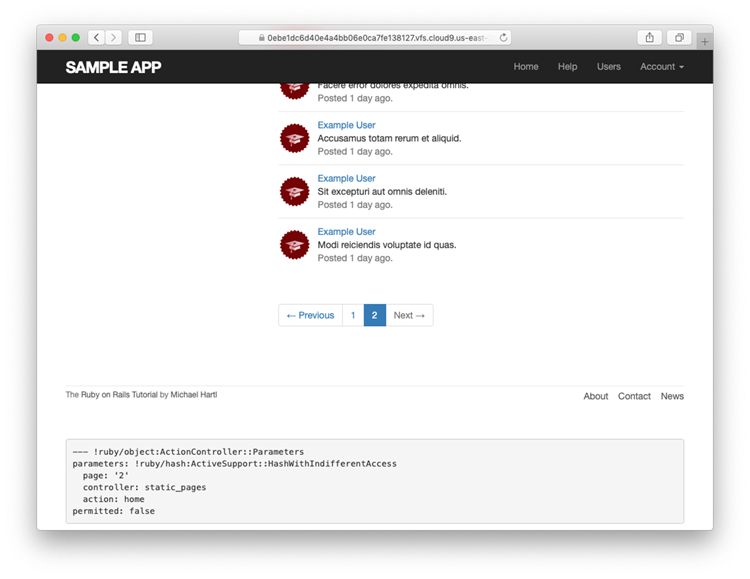 0ebe1dc6d40e4a4bb06e0ca7fe138127.vfs.cloud9.us-east-
SAMPLE APP
Home Help Users Account
Facere error dolores expedita omnis.
Posted 1 day ago.
Example User
Accusamus totam rerum et aliquid.
Posted 1 day ago.
Example User
Sit excepturi aut omnis deleniti.
Posted 1 day ago.
Example User
Modi reiciendis voluptate id quas.
Posted 1 day ago.
← Previous 1 2 Next →
The Ruby on Rails Tutorial by Michael Hartl
About Contact News
--- !ruby/object:ActionController::Parameters
parameters: !ruby/hash:ActiveSupport::HashWithIndifferentAccess
  page: '2'
  controller: static_pages
  action: home
permitted: false